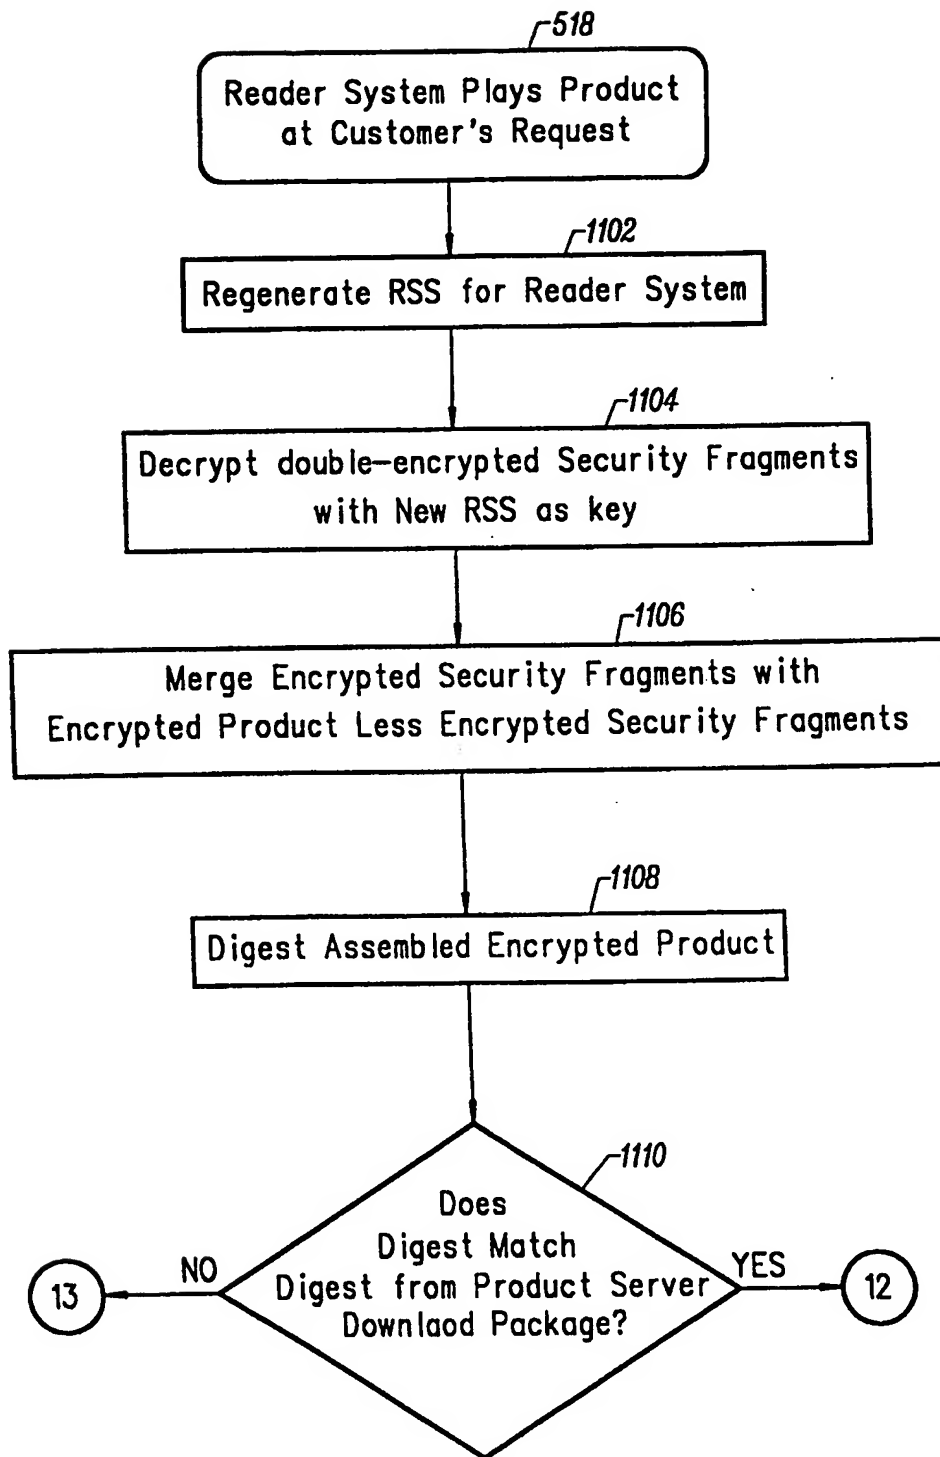 518
Reader System Plays Product
at Customer's Request
1102
Regenerate RSS for Reader System
1104
Decrypt double-encrypted Security Fragments
with New RSS as key
1106
Merge Encrypted Security Fragments with
Encrypted Product Less Encrypted Security Fragments
1108
Digest Assembled Encrypted Product
1110
Does
Digest Match
Digest from Product Server
Downlaod Package?
NO
13
YES
12